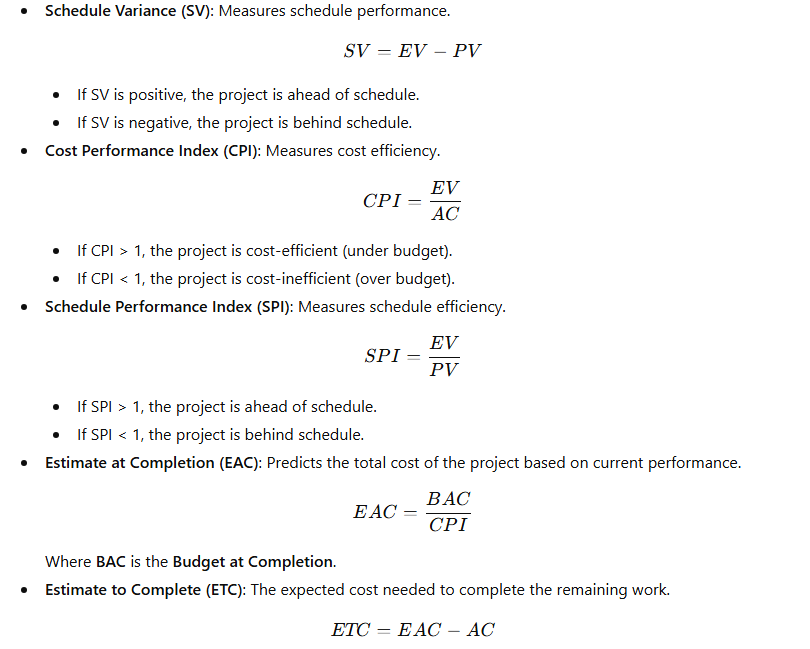 • Schedule Variance (SV): Measures schedule performance.
SV = EV − PV
• If SV is positive, the project is ahead of schedule.
• If SV is negative, the project is behind schedule.
• Cost Performance Index (CPI): Measures cost efficiency.
CPI = EV / AC
• If CPI > 1, the project is cost-efficient (under budget).
• If CPI < 1, the project is cost-inefficient (over budget).
• Schedule Performance Index (SPI): Measures schedule efficiency.
SPI = EV / PV
• If SPI > 1, the project is ahead of schedule.
• If SPI < 1, the project is behind schedule.
• Estimate at Completion (EAC): Predicts the total cost of the project based on current performance.
EAC = BAC / CPI
Where BAC is the Budget at Completion.
• Estimate to Complete (ETC): The expected cost needed to complete the remaining work.
ETC = EAC − AC